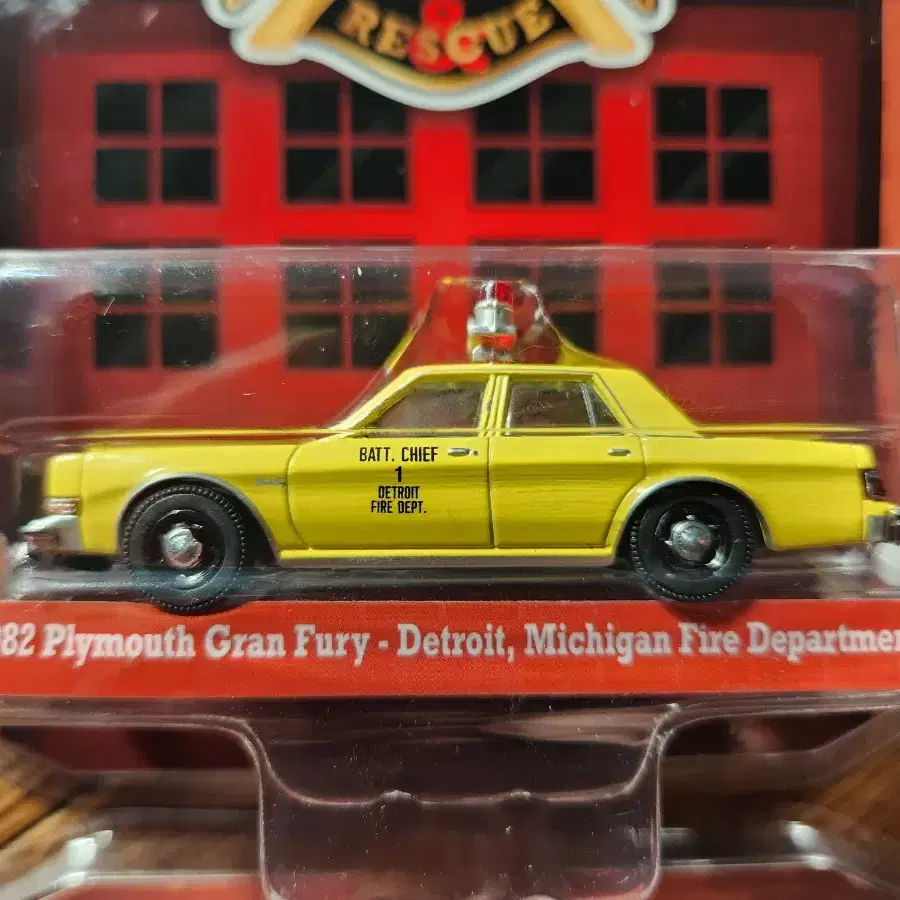 &
RESCUE
BATT. CHIEF
1
DETROIT
FIRE DEPT.
82 Plymouth Gran Fury - Detroit, Michigan Fire Departmen